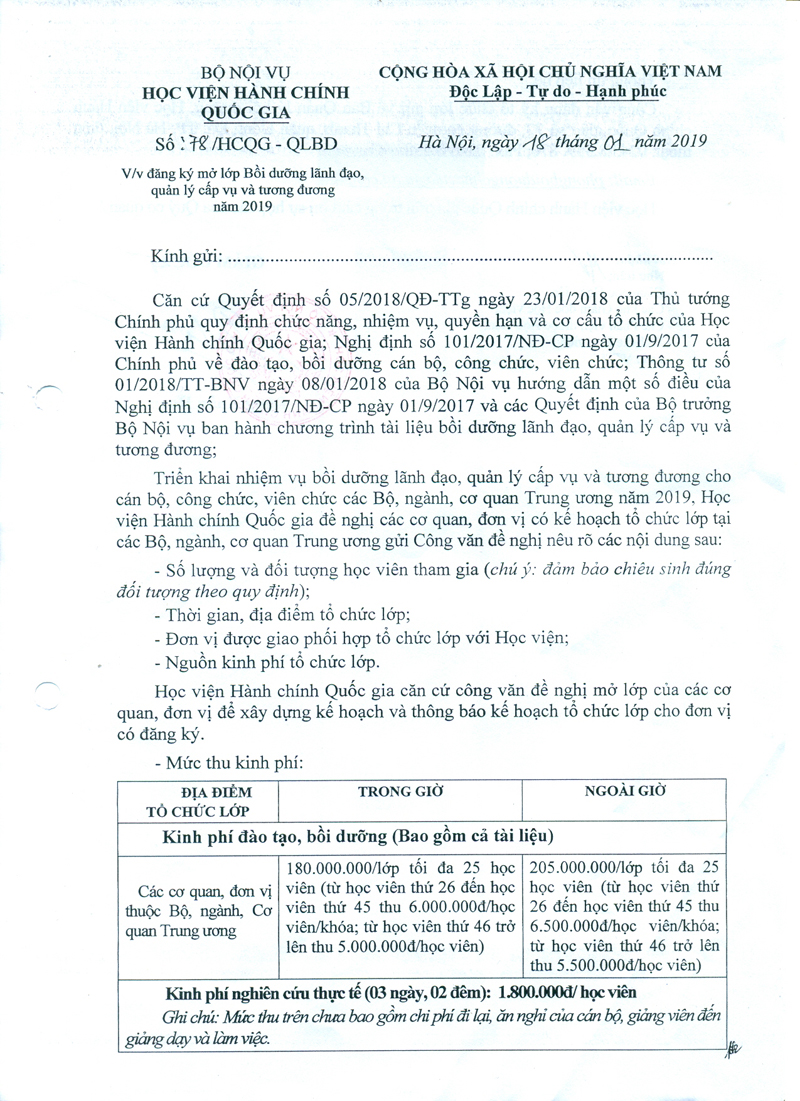 BỘ NỘI VỤ
HỌC VIỆN HÀNH CHÍNH
QUỐC GIA
Số: 78/HCQG - QLBD
V/v đăng ký mở lớp Bồi dưỡng lãnh đạo,
quản lý cấp vụ và tương đương
năm 2019
CỘNG HÒA XÃ HỘI CHỦ NGHĨA VIỆT NAM
Độc Lập - Tự do - Hạnh phúc
Hà Nội, ngày 18 tháng 01 năm 2019
Kính gửi: ........................................................................................
Căn cứ Quyết định số 05/2018/QĐ-TTg ngày 23/01/2018 của Thủ tướng
Chính phủ quy định chức năng, nhiệm vụ, quyền hạn và cơ cấu tổ chức của Học
viện Hành chính Quốc gia; Nghị định số 101/2017/NĐ-CP ngày 01/9/2017 của
Chính phủ về đào tạo, bồi dưỡng cán bộ, công chức, viên chức; Thông tư số
01/2018/TT-BNV ngày 08/01/2018 của Bộ Nội vụ hướng dẫn một số điều của
Nghị định số 101/2017/NĐ-CP ngày 01/9/2017 và các Quyết định của Bộ trưởng
Bộ Nội vụ ban hành chương trình tài liệu bồi dưỡng lãnh đạo, quản lý cấp vụ và
tương đương;
Triển khai nhiệm vụ bồi dưỡng lãnh đạo, quản lý cấp vụ và tương đương cho
cán bộ, công chức, viên chức các Bộ, ngành, cơ quan Trung ương năm 2019, Học
viện Hành chính Quốc gia đề nghị các cơ quan, đơn vị có kế hoạch tổ chức lớp tại
các Bộ, ngành, cơ quan Trung ương gửi Công văn đề nghị nêu rõ các nội dung sau:
- Số lượng và đối tượng học viên tham gia (chú ý: đảm bảo chiêu sinh đúng
đối tượng theo quy định);
- Thời gian, địa điểm tổ chức lớp;
- Đơn vị được giao phối hợp tổ chức lớp với Học viện;
- Nguồn kinh phí tổ chức lớp.
Học viện Hành chính Quốc gia căn cứ công văn đề nghị mở lớp của các cơ
quan, đơn vị để xây dựng kế hoạch và thông báo kế hoạch tổ chức lớp cho đơn vị
có đăng ký.
- Mức thu kinh phí:
ĐỊA ĐIỂM
TỔ CHỨC LỚP
TRONG GIỜ
NGOÀI GIỜ
Kinh phí đào tạo, bồi dưỡng (Bao gồm cả tài liệu)
Các cơ quan, đơn vị
thuộc Bộ, ngành, Cơ
quan Trung ương
180.000.000/lớp tối đa 25 học
viên (từ học viên thứ 26 đến học
viên thứ 45 thu 6.000.000đ/học
viên/khóa; từ học viên thứ 46 trở
lên thu 5.000.000đ/học viên)
205.000.000/lớp tối đa 25
học viên (từ học viên thứ
26 đến học viên thứ 45 thu
6.500.000đ/học viên/khóa;
từ học viên thứ 46 trở lên
thu 5.500.000đ/học viên)
Kinh phí nghiên cứu thực tế (03 ngày, 02 đêm): 1.800.000đ/ học viên
Ghi chú: Mức thu trên chưa bao gồm chi phí đi lại, ăn nghỉ của cán bộ, giảng viên đến
giảng dạy và làm việc.